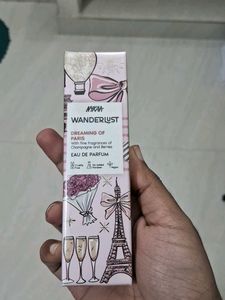 NYKAA
WANDERLUST
DREAMING OF
PARIS
With fine fragrances of
Champagne and Berries
EAU DE PARFUM